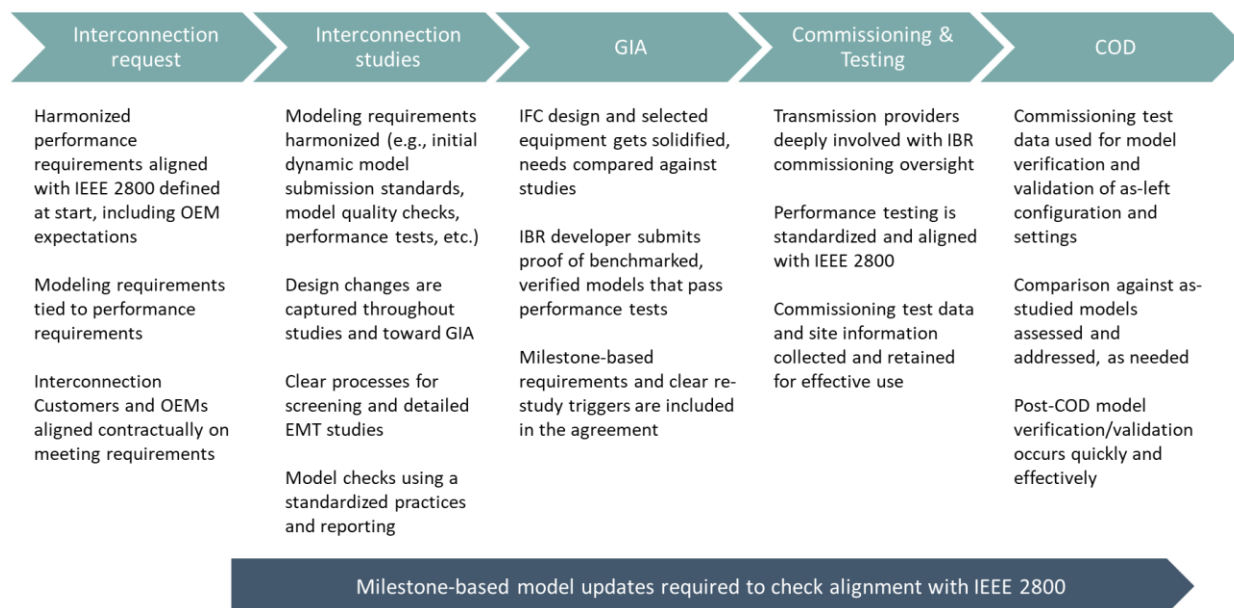 Interconnection
request
Interconnection
studies
GIA
Commissioning &
Testing
COD
Harmonized
performance
requirements aligned
with IEEE 2800 defined
at start, including OEM
expectations
Modeling requirements
tied to performance
requirements
Interconnection
Customers and OEMs
aligned contractually on
meeting requirements
Modeling requirements
harmonized (e.g., initial
dynamic model
submission standards,
model quality checks,
performance tests, etc.)
Design changes are
captured throughout
studies and toward GIA
Clear processes for
screening and detailed
EMT studies
Model checks using a
standardized practices
and reporting
IFC design and selected
equipment gets solidified,
needs compared against
studies
IBR developer submits
proof of benchmarked,
verified models that pass
performance tests
Milestone-based
requirements and clear re-
study triggers are included
in the agreement
Transmission providers
deeply involved with IBR
commissioning oversight
Performance testing is
standardized and aligned
with IEEE 2800
Commissioning test data
and site information
collected and retained
for effective use
Commissioning test
data used for model
verification and
validation of as-left
configuration and
settings
Comparison against as-
studied models
assessed and
addressed, as needed
Post-COD model
verification/validation
occurs quickly and
effectively
Milestone-based model updates required to check alignment with IEEE 2800